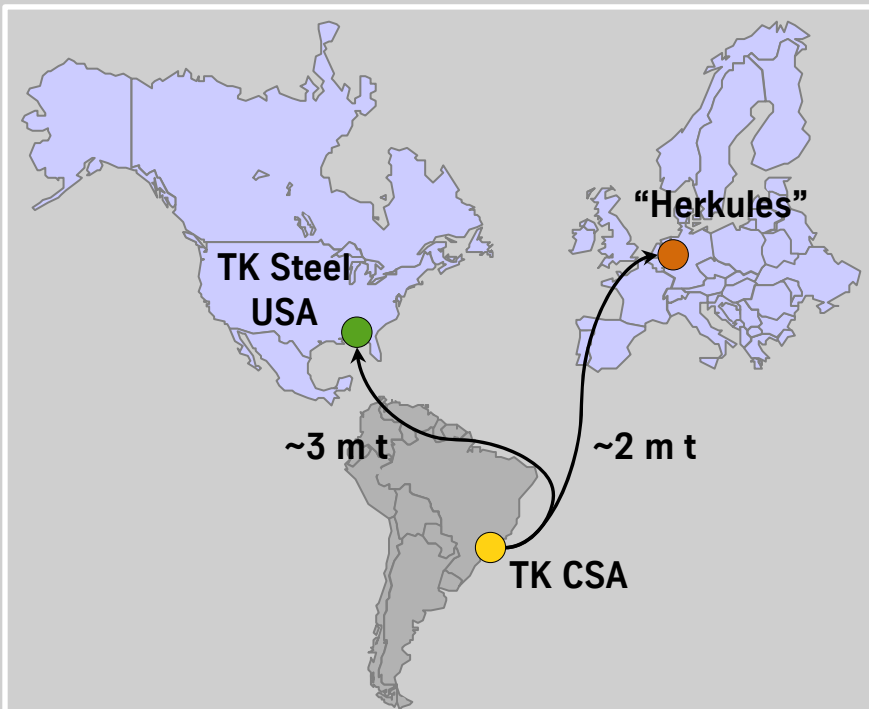 “Herkules”
TK Steel
USA
~3 m t
~2 m t
TK CSA